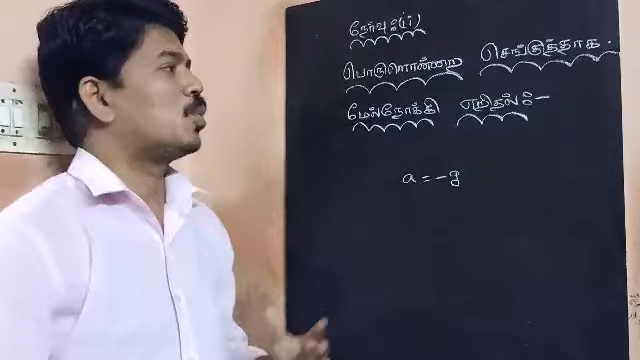 நேர்வு : (ii)
பொருளொன்றை செங்குத்தாக
மேல்நோக்கி எறிதல் :-
a = -g